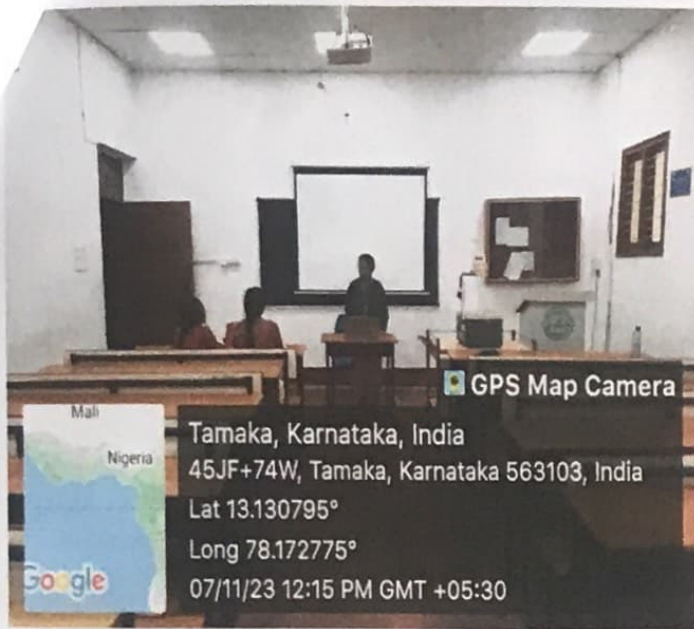 GPS Map Camera
Mali
Nigeria
Google
Tamaka, Karnataka, India
45JF+74W, Tamaka, Karnataka 563103, India
Lat 13.130795°
Long 78.172775°
07/11/23 12:15 PM GMT +05:30